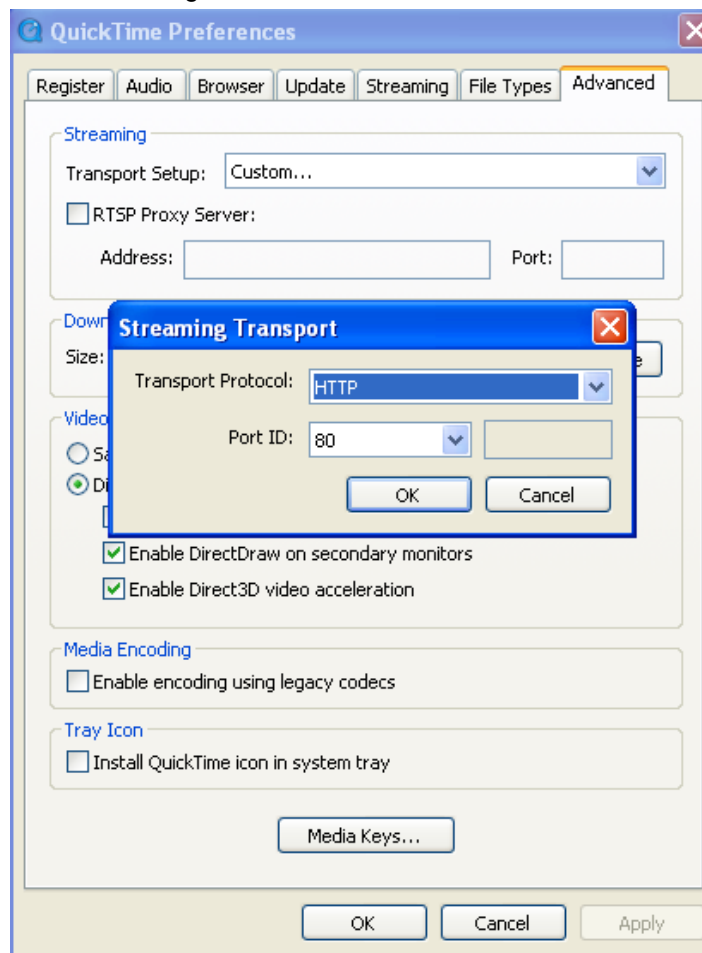 QuickTime Preferences
Register Audio Browser Update Streaming File Types Advanced
Streaming
Transport Setup: Custom...
RTSP Proxy Server:
Address: Port:
Down
Streaming Transport
Size:
Transport Protocol: HTTP
Video
Port ID: 80
OK Cancel
Enable DirectDraw on secondary monitors
Enable Direct3D video acceleration
Media Encoding
Enable encoding using legacy codecs
Tray Icon
Install QuickTime icon in system tray
Media Keys...
OK Cancel Apply